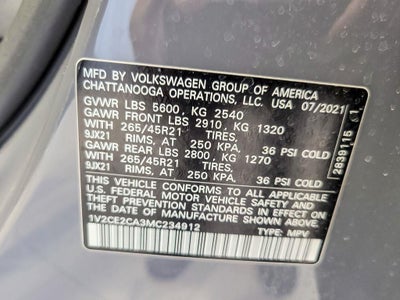 MFD BY VOLKSWAGEN GROUP OF AMERICA
CHATTANOOGA OPERATIONS, LLC. USA 07/2021
GVWR LBS 5600, KG 2540
GAWR FRONT LBS 2910, KG 1320
WITH 265/45R21 TIRES,
9JX21 RIMS, AT 250 KPA. 36 PSI COLD
GAWR REAR LBS 2800, KG 1270
WITH 265/45R21 TIRES,
9JX21 RIMS, AT 250 KPA. 36 PSI COLD
THIS VEHICLE CONFORMS TO ALL APPLICABLE
U.S. FEDERAL MOTOR VEHICLE SAFETY, BUMPER AND
THEFT PREVENTION STANDARDS IN EFFECT ON THE
DATE OF MANUFACTURE SHOWN ABOVE.
1V2CE2CA3MC234912 TYPE: MPV
2839115 1